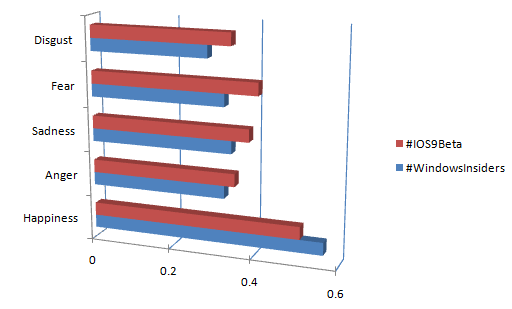 Disgust
Fear
Sadness
Anger
Happiness
0
0.2
0.4
0.6
#IOS9Beta
#WindowsInsiders